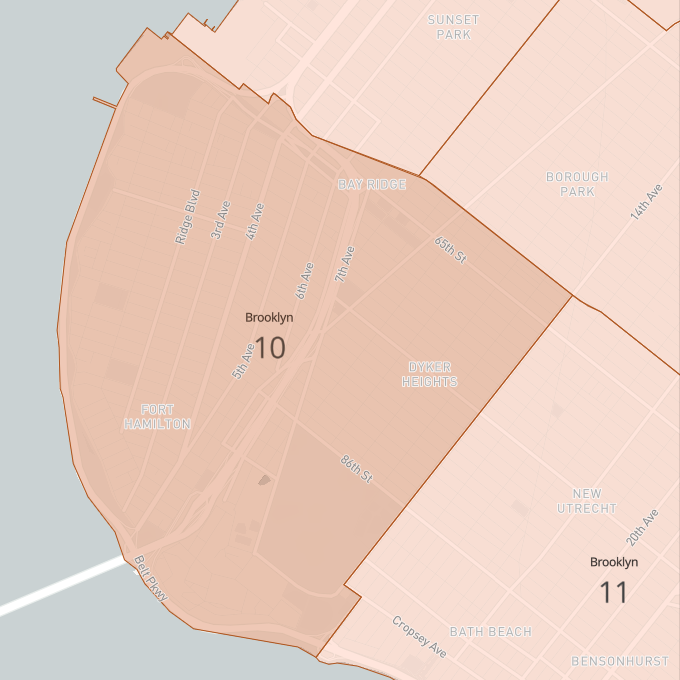 SUNSET
PARK
BAY RIDGE
BOROUGH
PARK
14th Ave
Ridge Blvd
3rd Ave
4th Ave
65th St
6th Ave
7th Ave
Brooklyn
10
5th Ave
DYKER
HEIGHTS
FORT
HAMILTON
86th St
NEW
UTRECHT
20th Ave
Belt Pkwy
Brooklyn
11
Cropsey Ave
BATH BEACH
BENSONHURST